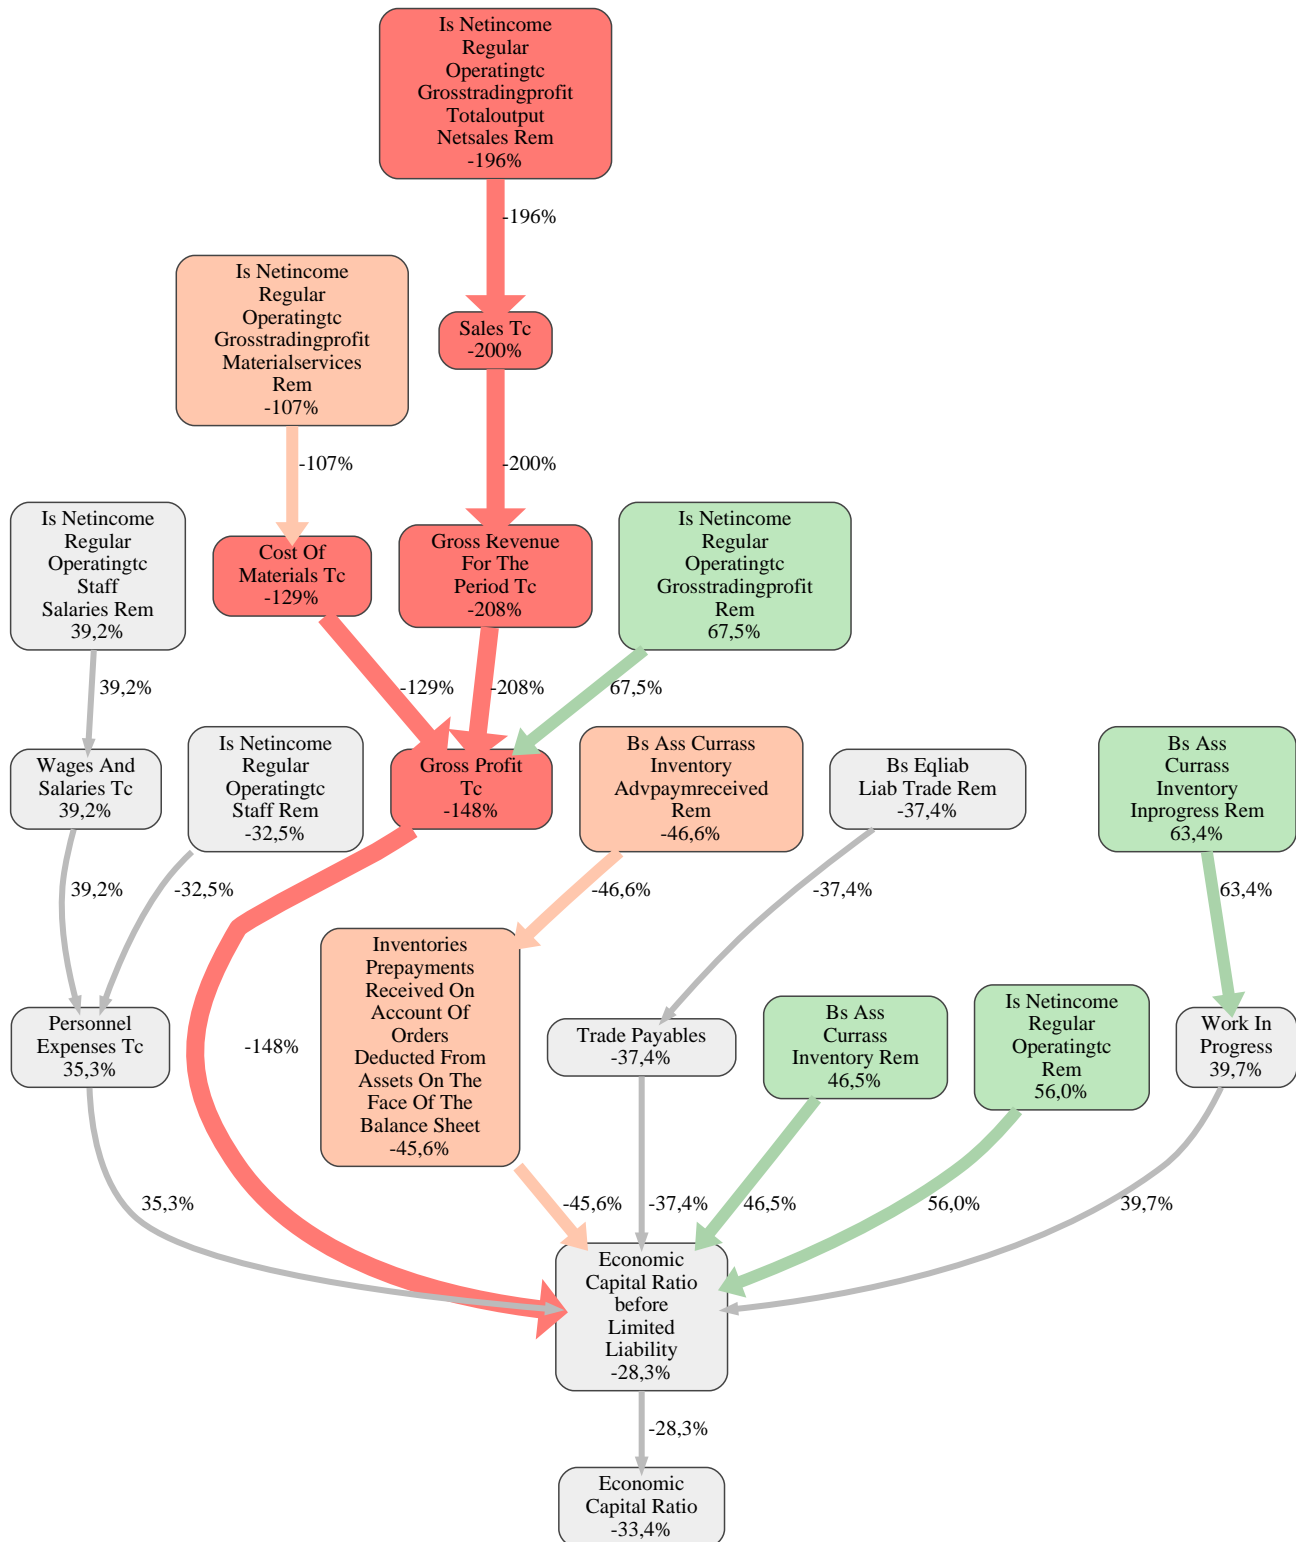 Is Netincome
Regular
Operatingtc
Grosstradingprofit
Totaloutput
Netsales Rem
-196%
-196%
Is Netincome
Regular
Operatingtc
Grosstradingprofit
Materialservices
Rem
-107%
Sales Tc
-200%
-107%
-200%
Is Netincome
Regular
Operatingtc
Staff
Salaries Rem
39,2%
Cost Of
Materials Tc
-129%
Gross Revenue
For The
Period Tc
-208%
Is Netincome
Regular
Operatingtc
Grosstradingprofit
Rem
67,5%
39,2%
-129%
-208%
67,5%
Wages And
Salaries Tc
39,2%
Is Netincome
Regular
Operatingtc
Staff Rem
-32,5%
Gross Profit
Tc
-148%
Bs Ass Currass
Inventory
Advpaymreceived
Rem
-46,6%
Bs Eqliab
Liab Trade Rem
-37,4%
Bs Ass
Currass
Inventory
Inprogress Rem
63,4%
39,2%
-32,5%
-46,6%
-37,4%
63,4%
Personnel
Expenses Tc
35,3%
-148%
Inventories
Prepayments
Received On
Account Of
Orders
Deducted From
Assets On The
Face Of The
Balance Sheet
-45,6%
Trade Payables
-37,4%
Bs Ass
Currass
Inventory Rem
46,5%
Is Netincome
Regular
Operatingtc
Rem
56,0%
Work In
Progress
39,7%
35,3%
-45,6%
-37,4%
46,5%
56,0%
39,7%
Economic
Capital Ratio
before
Limited
Liability
-28,3%
-28,3%
Economic
Capital Ratio
-33,4%